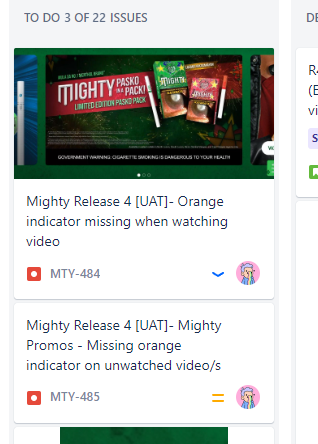 TO DO 3 OF 22 ISSUES
DE
MIGHTY
PASKO
IN A PACK!
LIMITED EDITION PASKO PACK!
GOVERNMENT WARNING: CIGARETTE SMOKING IS DANGEROUS TO YOUR HEALTH
R4
(E
vi
S
Mighty Release 4 [UAT]- Orange
indicator missing when watching
video
MTY-484
Mighty Release 4 [UAT]- Mighty
Promos - Missing orange
indicator on unwatched video/s
MTY-485